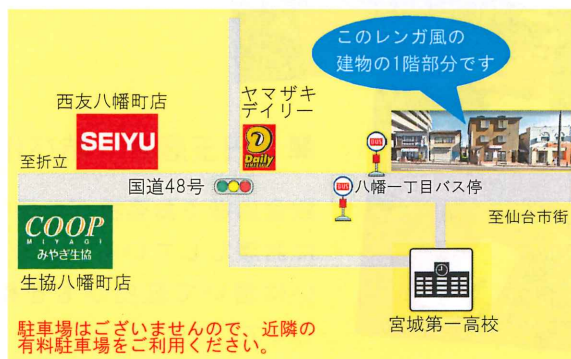 このレンガ風の
建物の1階部分です
西友八幡町店
SEIYU
ヤマザキ
デイリー
Daily
至折立
国道48号
BUS
BUS
八幡一丁目バス停
至仙台市街
COOP
MIYAGI
みやぎ生協
生協八幡町店
宮城第一高校
駐車場はございませんので、近隣の
有料駐車場をご利用ください。